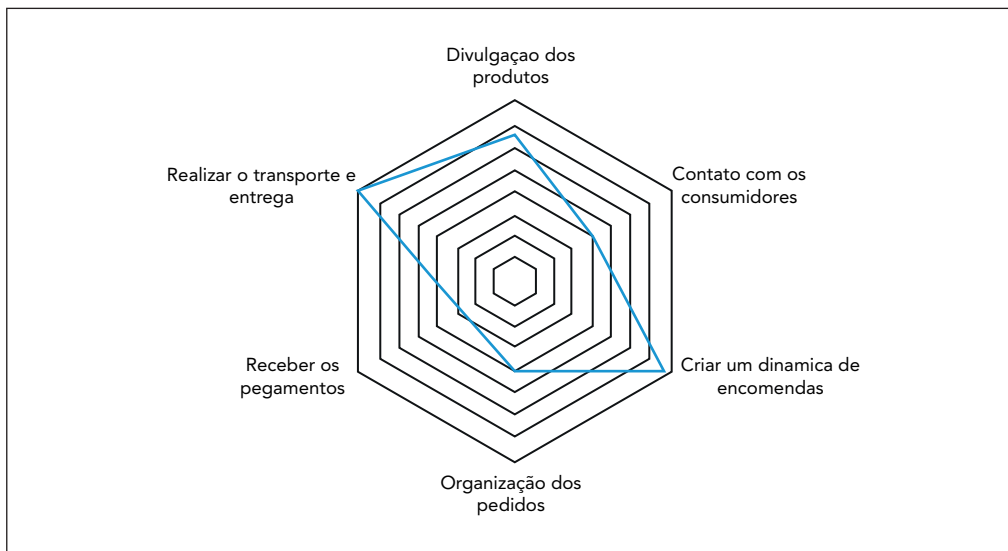 Divulgaçao dos
produtos
Contato com os
consumidores
Criar um dinamica de
encomendas
Organização dos
pedidos
Receber os
pegamentos
Realizar o transporte e
entrega